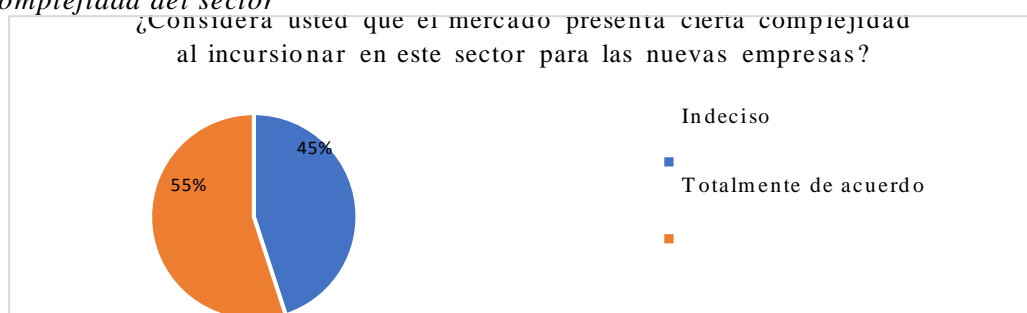 omplejidad del sector
¿Considera usted que el mercado presenta cierta complejidad
al incursionar en este sector para las nuevas empresas?
Indeciso
45%
55%
Totalmente de acuerdo